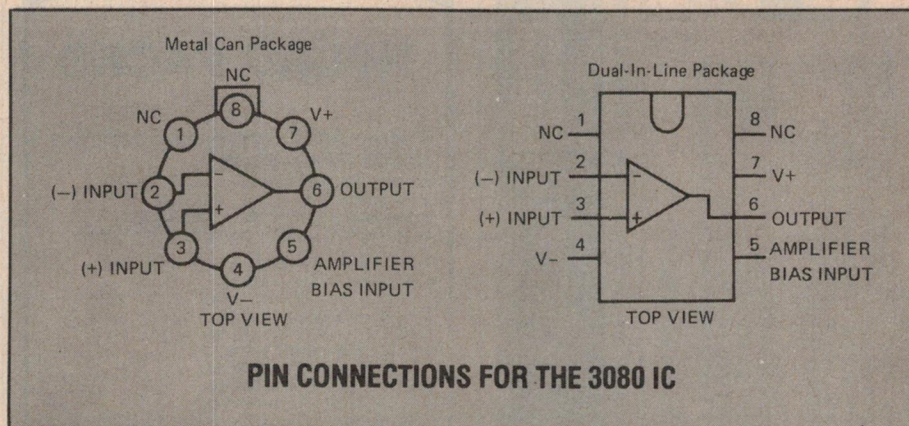 Metal Can Package
NC
8
NC
1
7
V+
(−) INPUT
2
−
6
OUTPUT
+
3
(+) INPUT
5
AMPLIFIER
BIAS INPUT
4
V−
TOP VIEW
Dual-In-Line Package
1
NC
8
NC
2
(−) INPUT
−
7
V+
3
(+) INPUT
+
6
OUTPUT
4
V−
5
AMPLIFIER
BIAS INPUT
TOP VIEW
PIN CONNECTIONS FOR THE 3080 IC